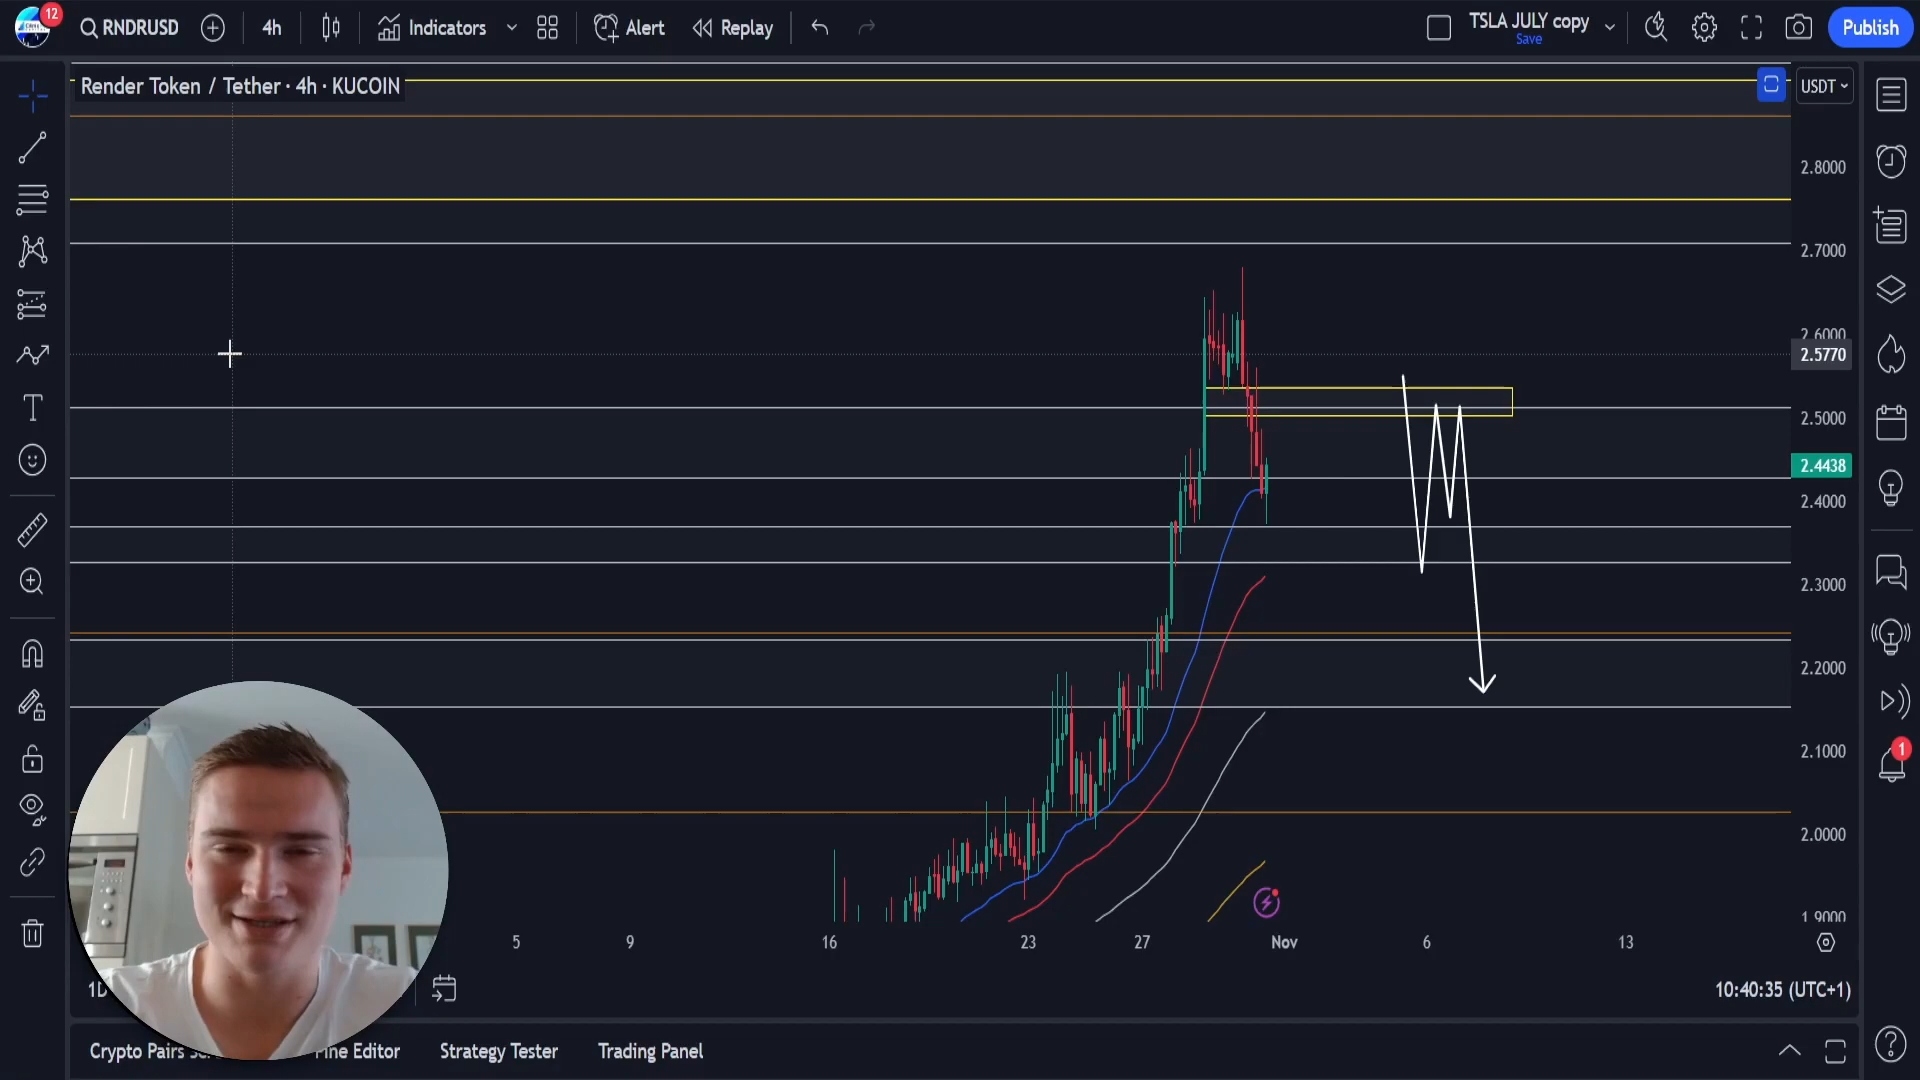 12
RNDRUSD
4h
Indicators
Alert
Replay
TSLA JULY copy
Save
Publish
Render Token / Tether · 4h · KUCOIN
USDT
2.8000
2.7000
2.6000
2.5770
2.5000
2.4438
2.4000
2.3000
2.2000
2.1000
2.0000
1.9000
1
5
9
16
23
27
Nov
6
13
10:40:35 (UTC+1)
Crypto Pairs
Pine Editor
Strategy Tester
Trading Panel